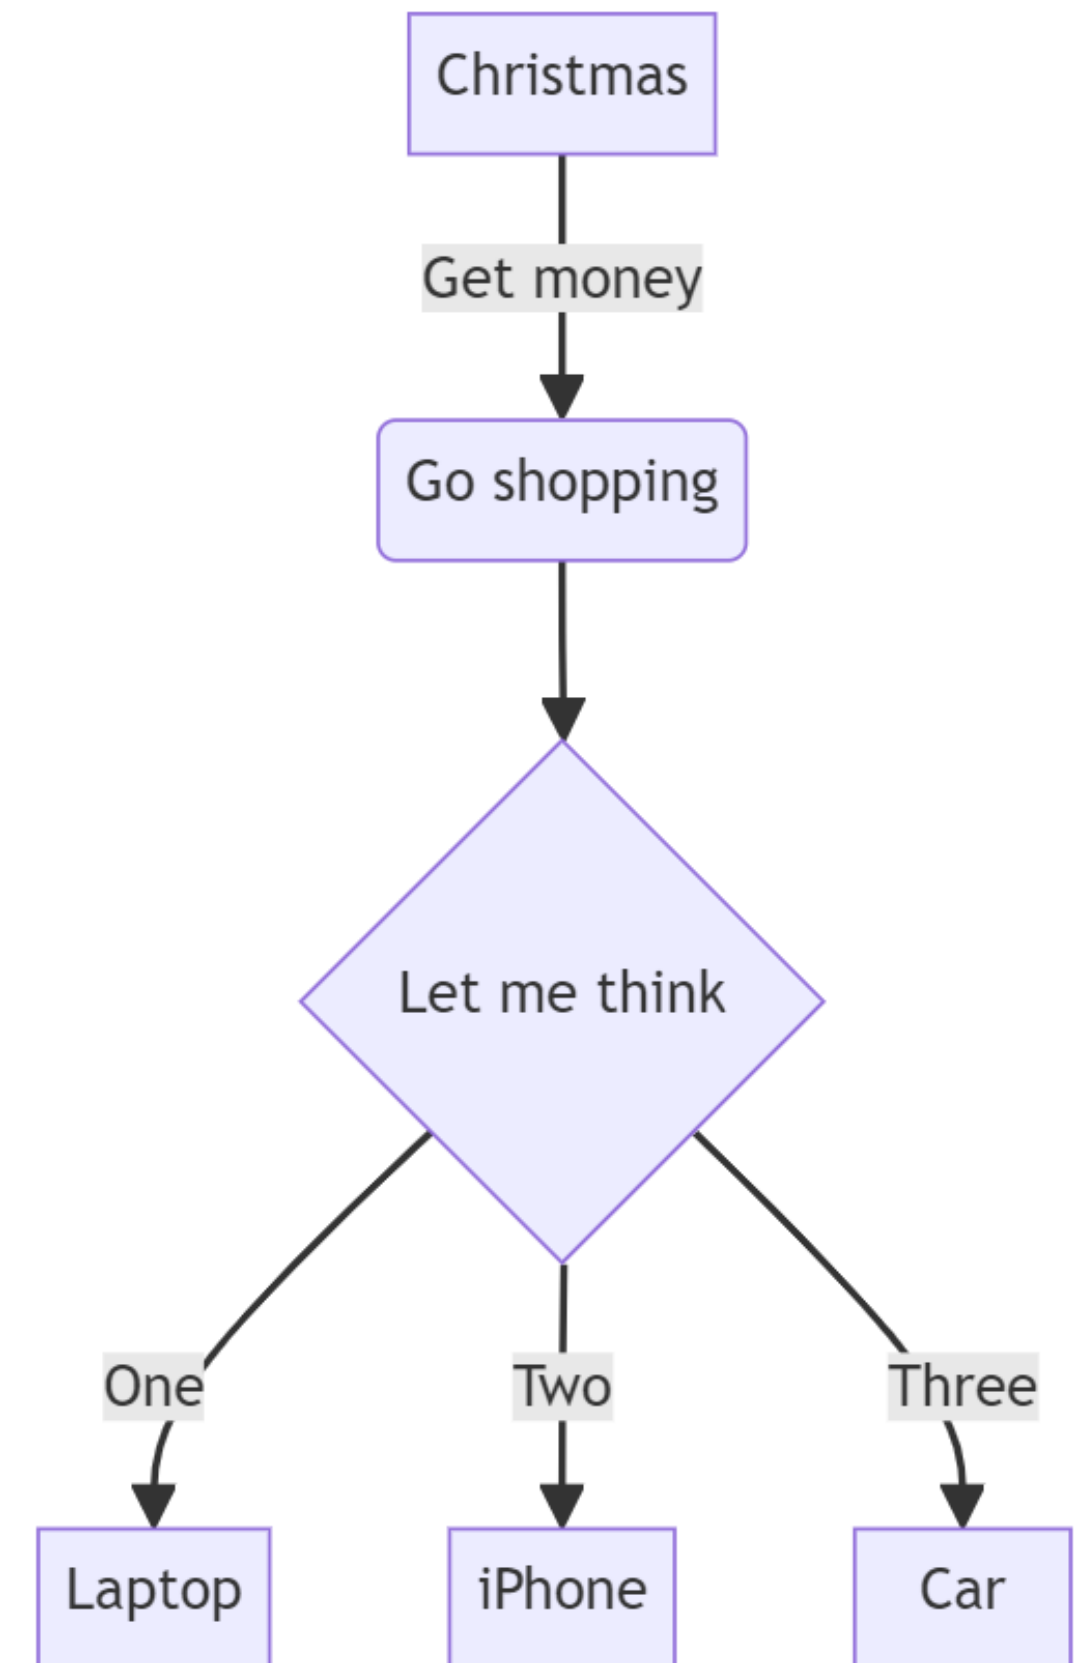 Christmas
Get money
Go shopping
Let me think
One
Two
Three
Laptop
iPhone
Car